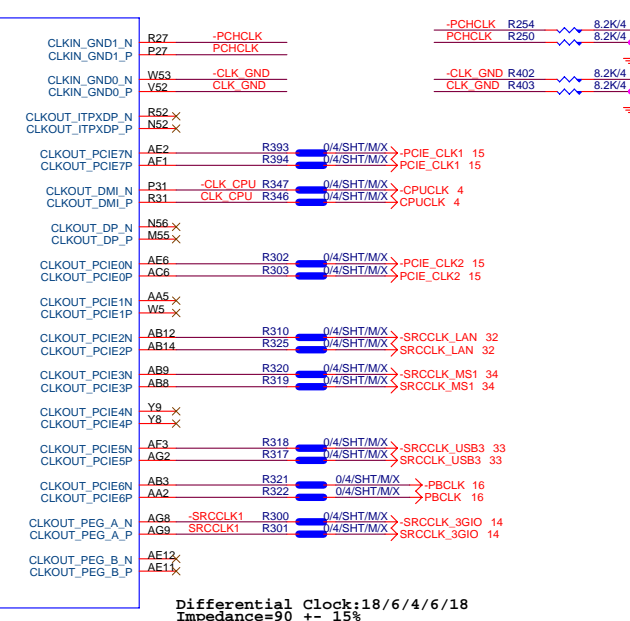 -PCHCLK R254 8.2K/4
CLKIN_GND1_N R27 -PCHCLK
PCHCLK R250 8.2K/4
CLKIN_GND1_P P27 PCHCLK
CLKIN_GND0_N W53 -CLK_GND
-CLK_GND R402 8.2K/4
CLKIN_GND0_P V52 CLK_GND
CLK_GND R403 8.2K/4
CLKOUT_ITPXDP_N R52
CLKOUT_ITPXDP_P N52
CLKOUT_PCIE7N AE2 R393 0/4/SHT/M/X -PCIE_CLK1 15
CLKOUT_PCIE7P AF1 R394 0/4/SHT/M/X PCIE_CLK1 15
CLKOUT_DMI_N P31 -CLK_CPU R347 0/4/SHT/M/X -CPUCLK 4
CLKOUT_DMI_P R31 CLK_CPU R346 0/4/SHT/M/X CPUCLK 4
CLKOUT_DP_N N56
CLKOUT_DP_P M55
CLKOUT_PCIE0N AE6 R302 0/4/SHT/M/X -PCIE_CLK2 15
CLKOUT_PCIE0P AC6 R303 0/4/SHT/M/X PCIE_CLK2 15
CLKOUT_PCIE1N AA5
CLKOUT_PCIE1P W5
CLKOUT_PCIE2N AB12 R310 0/4/SHT/M/X -SRCCLK_LAN 32
CLKOUT_PCIE2P AB14 R325 0/4/SHT/M/X SRCCLK_LAN 32
CLKOUT_PCIE3N AB9 R320 0/4/SHT/M/X -SRCCLK_MS1 34
CLKOUT_PCIE3P AB8 R319 0/4/SHT/M/X SRCCLK_MS1 34
CLKOUT_PCIE4N Y9
CLKOUT_PCIE4P Y8
CLKOUT_PCIE5N AF3 R318 0/4/SHT/M/X -SRCCLK_USB3 33
CLKOUT_PCIE5P AG2 R317 0/4/SHT/M/X SRCCLK_USB3 33
CLKOUT_PCIE6N AB3 R321 0/4/SHT/M/X -PBCLK 16
CLKOUT_PCIE6P AA2 R322 0/4/SHT/M/X PBCLK 16
CLKOUT_PEG_A_N AG8 -SRCCLK1 R300 0/4/SHT/M/X -SRCCLK_3GIO 14
CLKOUT_PEG_A_P AG9 SRCCLK1 R301 0/4/SHT/M/X SRCCLK_3GIO 14
CLKOUT_PEG_B_N AE12
CLKOUT_PEG_B_P AE11
Differential Clock:18/6/4/6/18
Impedance=90 +- 15%